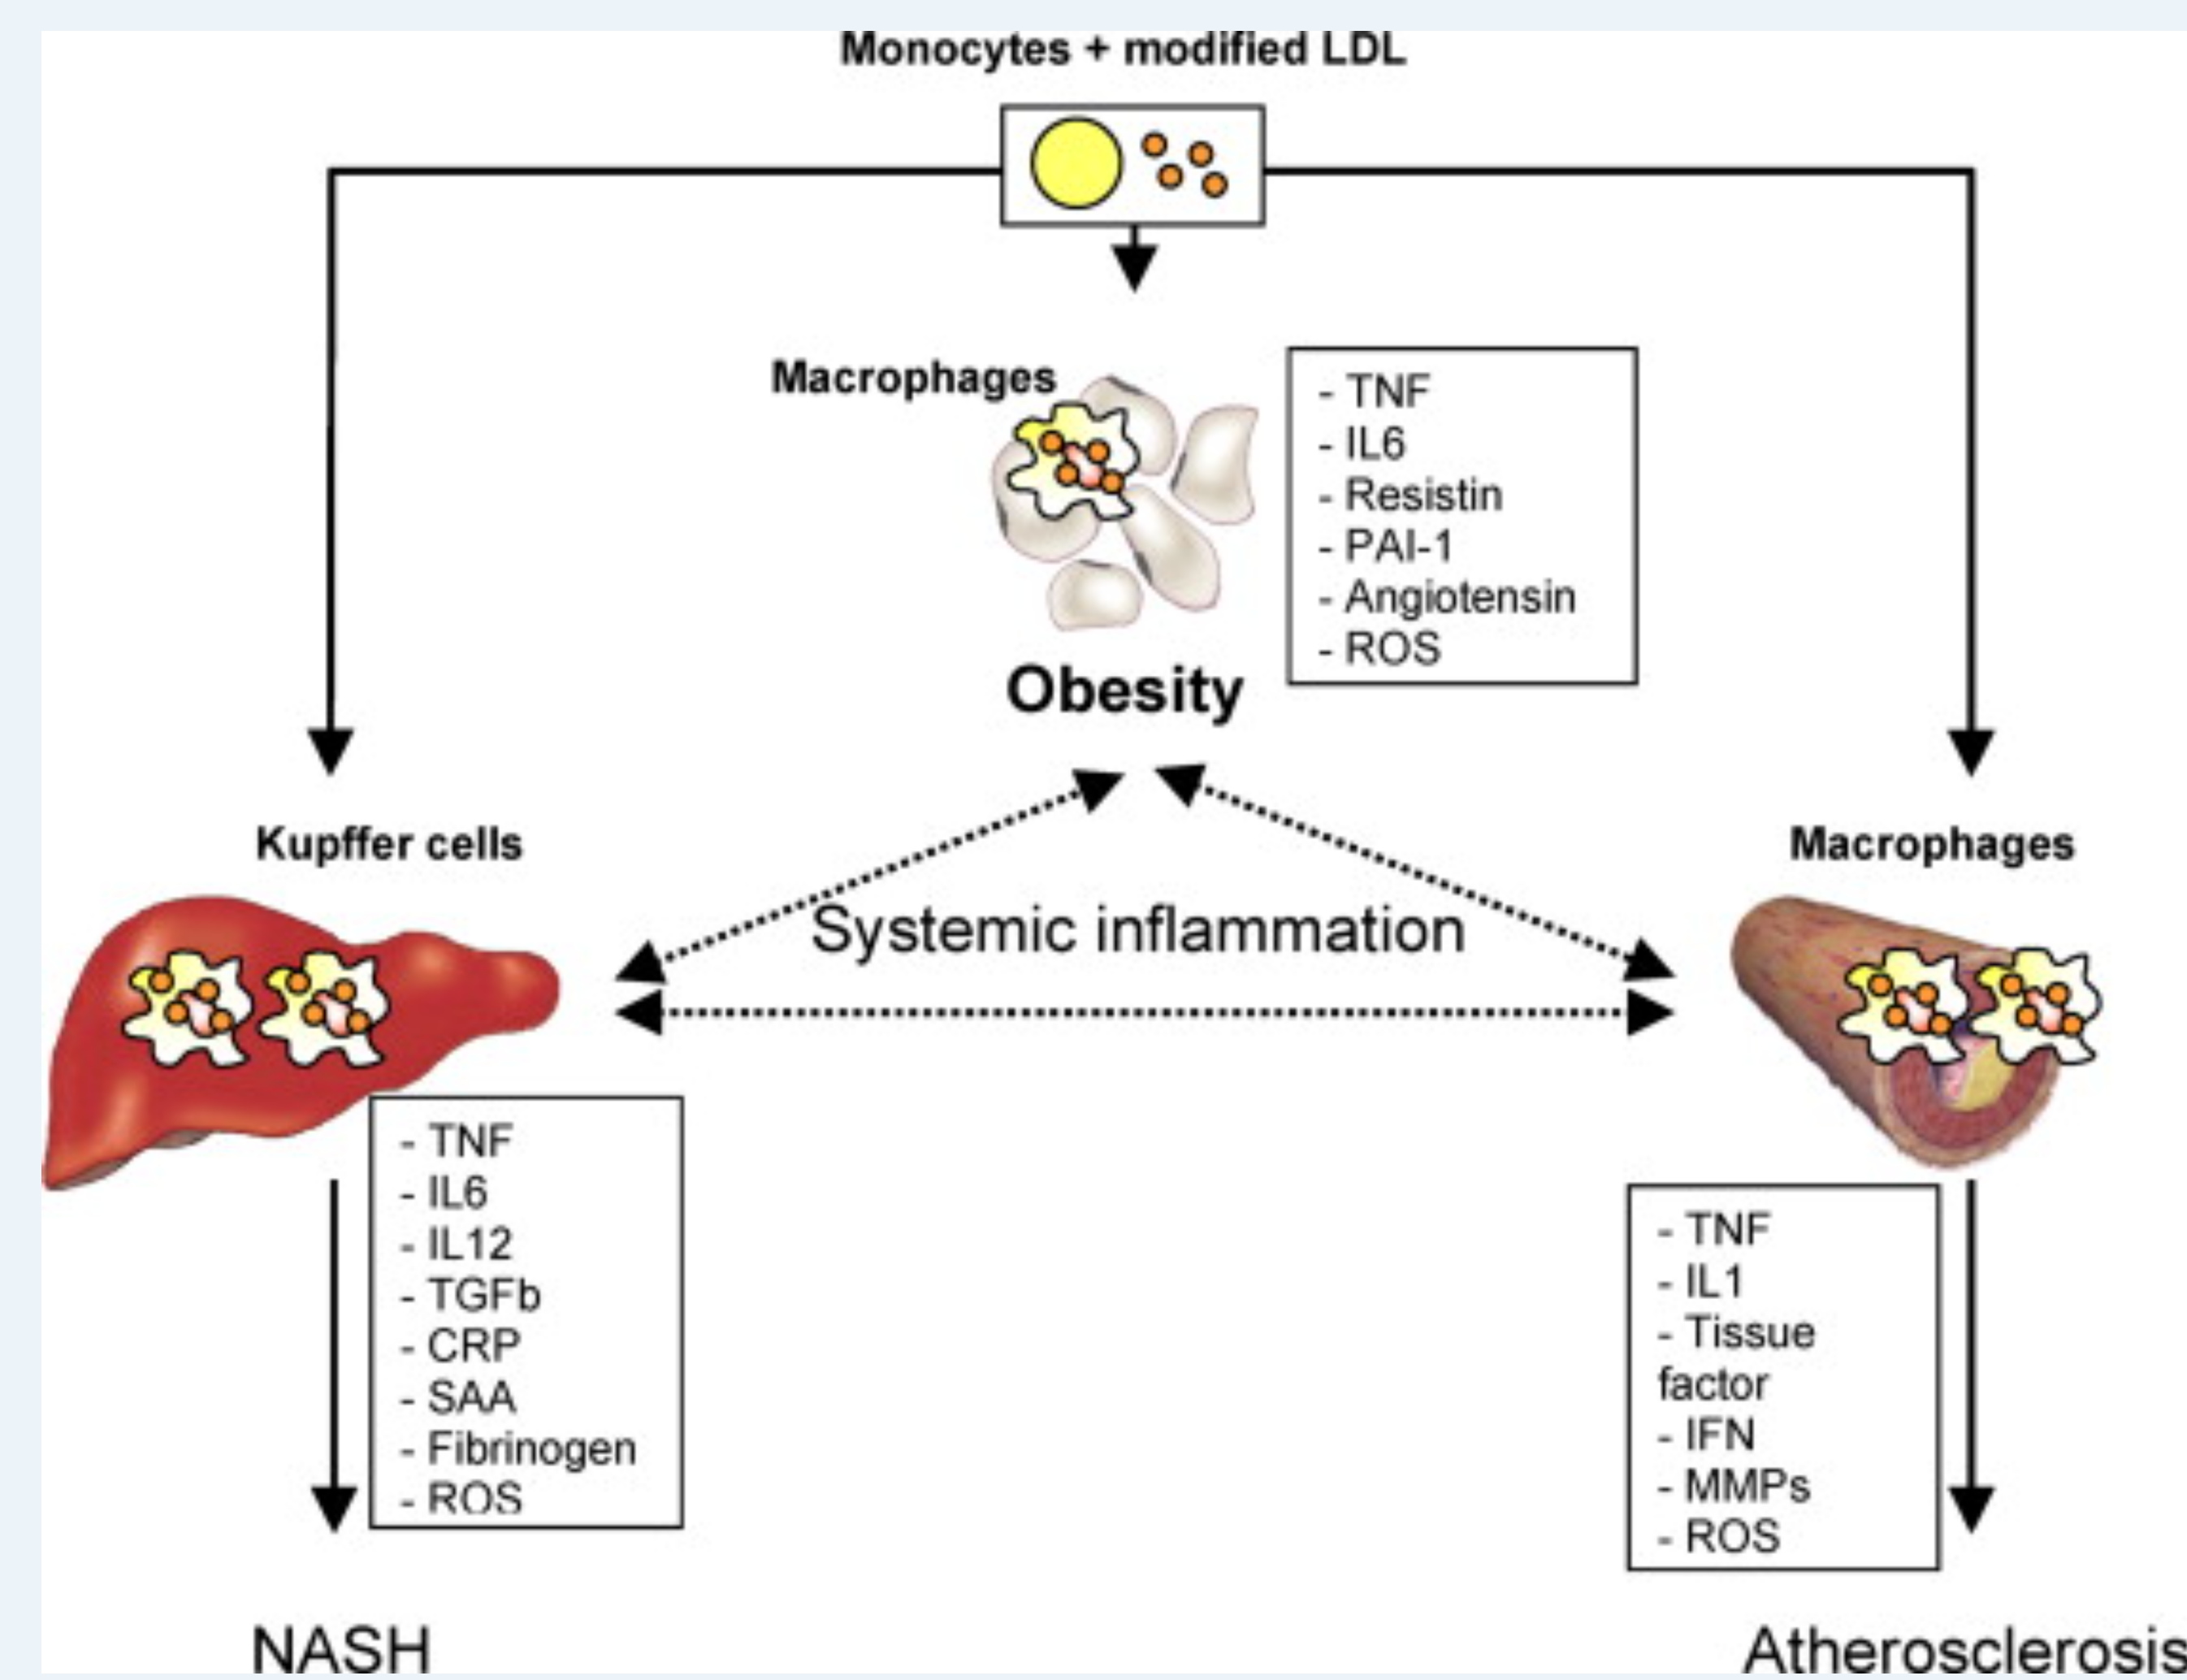 Monocytes + modified LDL
Macrophages
- TNF
- IL6
- Resistin
- PAI-1
- Angiotensin
- ROS
Obesity
Kupffer cells
Macrophages
Systemic inflammation
- TNF
- IL6
- IL12
- TGFb
- CRP
- SAA
- Fibrinogen
- ROS
- TNF
- IL1
- Tissue
factor
- IFN
- MMPs
- ROS
NASH
Atherosclerosis